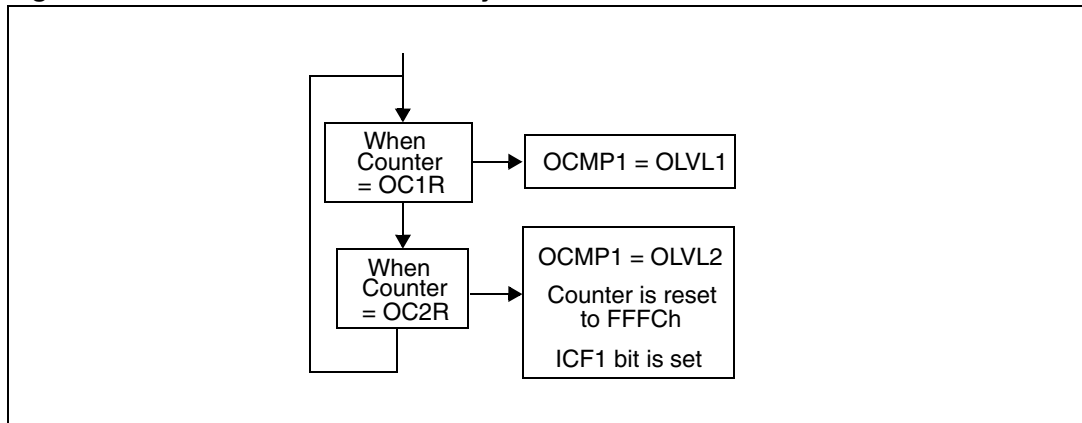 When
Counter
= OC1R
OCMP1 = OLVL1
When
Counter
= OC2R
OCMP1 = OLVL2
Counter is reset
to FFFCh
ICF1 bit is set